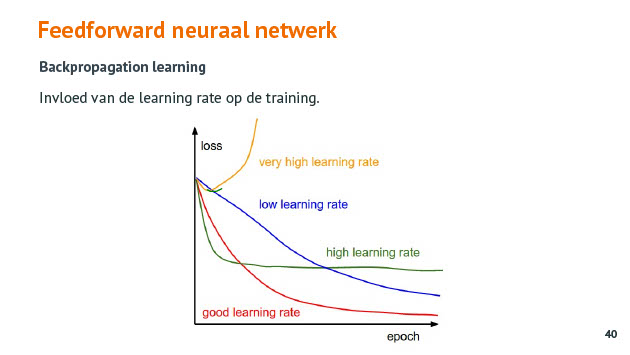 Feedforward neuraal netwerk
Backpropagation learning
Invloed van de learning rate op de training.
loss
very high learning rate
low learning rate
high learning rate
good learning rate
epoch
40